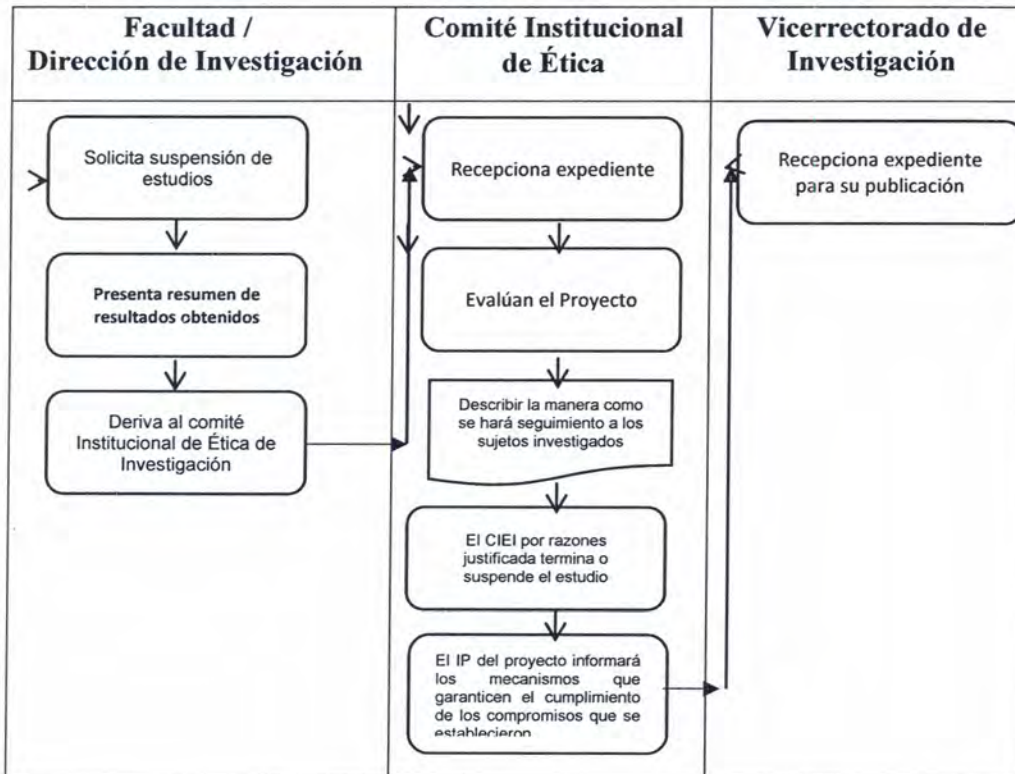 Facultad /
Dirección de Investigación
Comité Institucional
de Ética
Vicerrectorado de
Investigación
Solicita suspensión de
estudios
Presenta resumen de
resultados obtenidos
Deriva al comité
Institucional de Ética de
Investigación
Recepciona expediente
Evalúan el Proyecto
Describir la manera como
se hará seguimiento a los
sujetos investigados
El CIEI por razones
justificada termina o
suspende el estudio
El IP del proyecto informará
los mecanismos que
garanticen el cumplimiento
de los compromisos que se
establecieron
Recepciona expediente
para su publicación